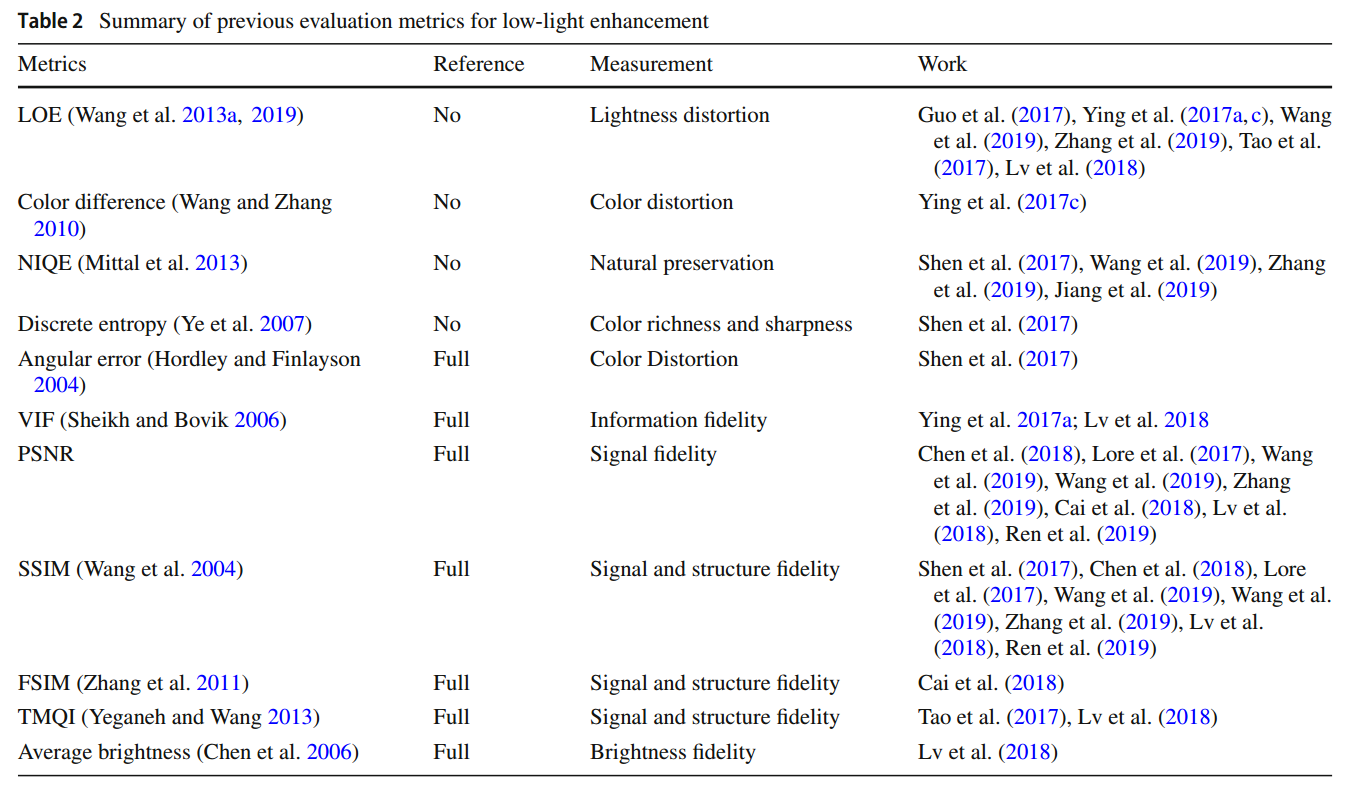 Table 2 Summary of previous evaluation metrics for low-light enhancement
Metrics Reference Measurement Work
LOE (Wang et al. 2013a, 2019) No Lightness distortion Guo et al. (2017), Ying et al. (2017a, c), Wang
et al. (2019), Zhang et al. (2019), Tao et al.
(2017), Lv et al. (2018)
Color difference (Wang and Zhang No Color distortion Ying et al. (2017c)
2010)
NIQE (Mittal et al. 2013) No Natural preservation Shen et al. (2017), Wang et al. (2019), Zhang
et al. (2019), Jiang et al. (2019)
Discrete entropy (Ye et al. 2007) No Color richness and sharpness Shen et al. (2017)
Angular error (Hordley and Finlayson Full Color Distortion Shen et al. (2017)
2004)
VIF (Sheikh and Bovik 2006) Full Information fidelity Ying et al. 2017a; Lv et al. 2018
PSNR Full Signal fidelity Chen et al. (2018), Lore et al. (2017), Wang
et al. (2019), Wang et al. (2019), Zhang
et al. (2019), Cai et al. (2018), Lv et al.
(2018), Ren et al. (2019)
SSIM (Wang et al. 2004) Full Signal and structure fidelity Shen et al. (2017), Chen et al. (2018), Lore
et al. (2017), Wang et al. (2019), Wang et al.
(2019), Zhang et al. (2019), Lv et al.
(2018), Ren et al. (2019)
FSIM (Zhang et al. 2011) Full Signal and structure fidelity Cai et al. (2018)
TMQI (Yeganeh and Wang 2013) Full Signal and structure fidelity Tao et al. (2017), Lv et al. (2018)
Average brightness (Chen et al. 2006) Full Brightness fidelity Lv et al. (2018)